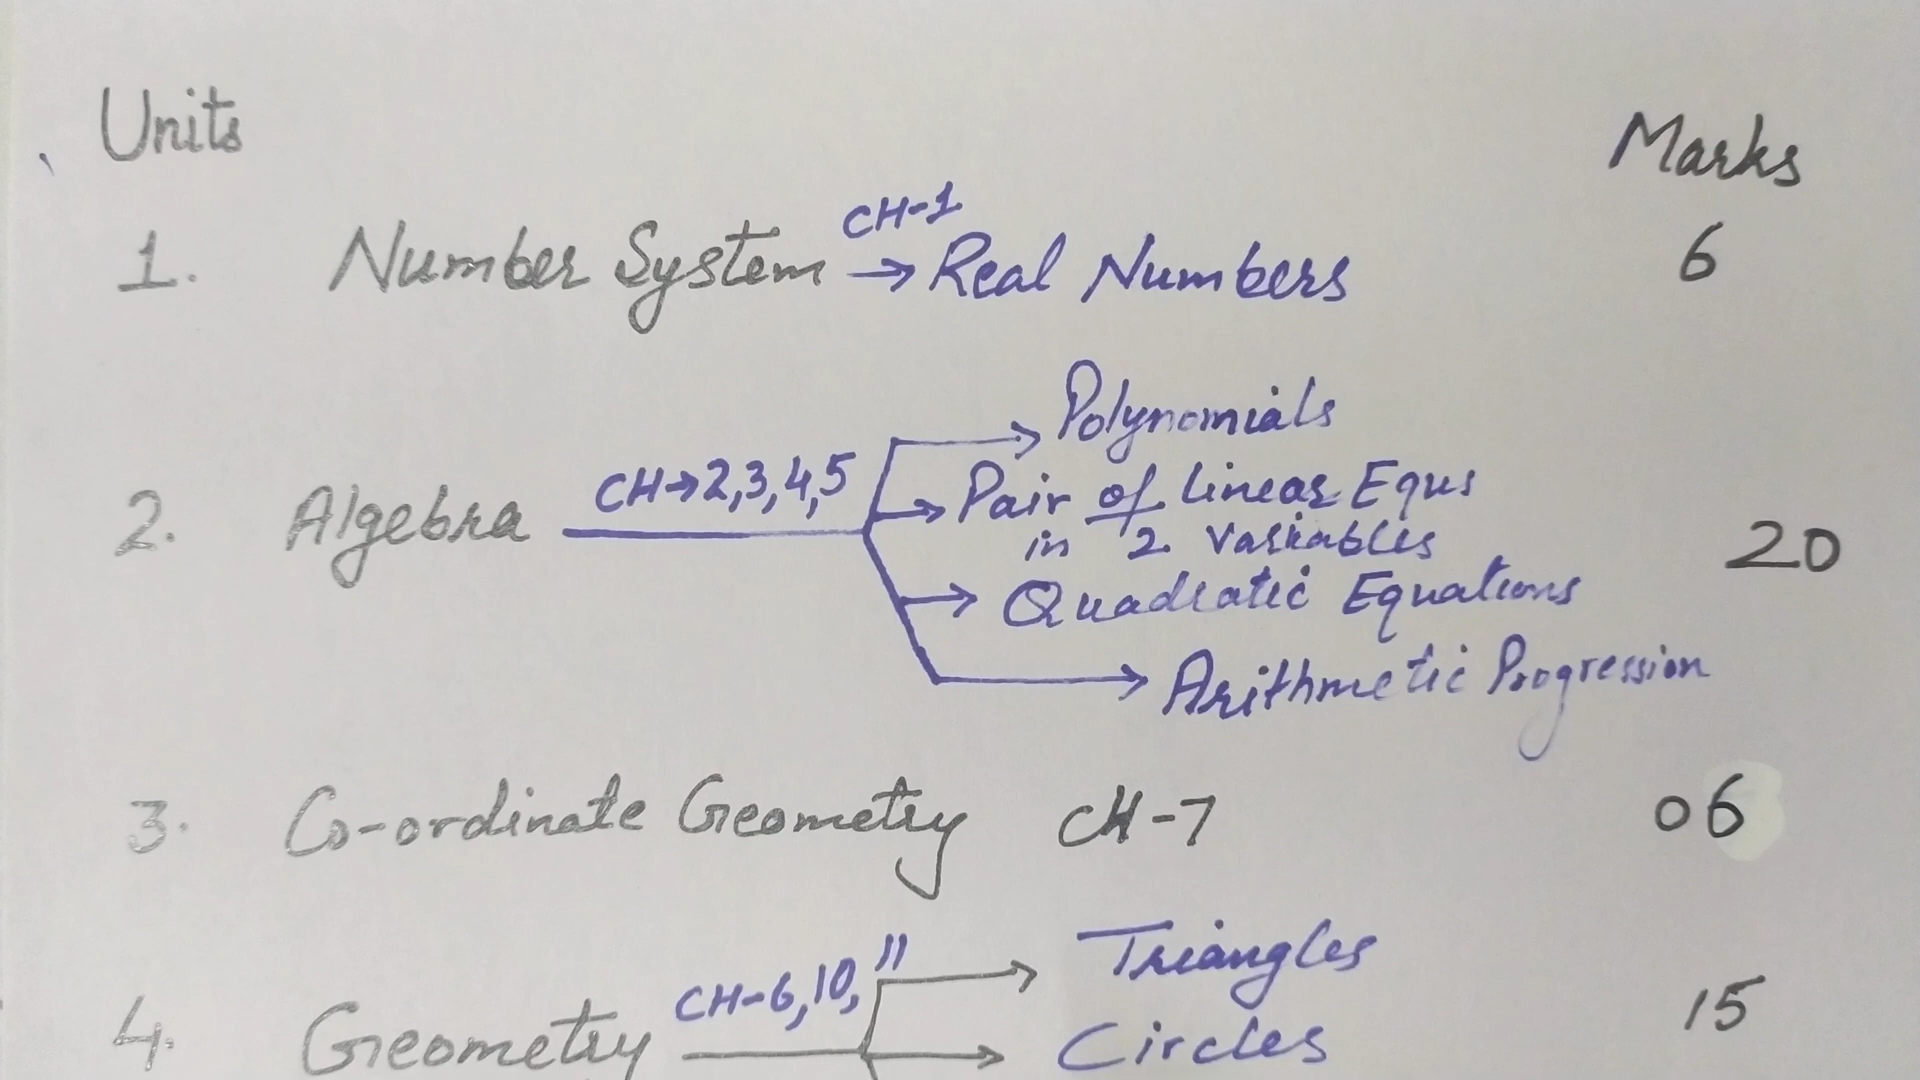 Units Marks
1. Number System CH-1 → Real Numbers 6
Polynomials
2. Algebra CH→2,3,4,5 → Pair of Linear Equs 20
in 2 Variables
→ Quadratic Equations
→ Arithmetic Progression
3. Co-ordinate Geometry CH-7 06
4. Geometry CH-6,10,11 → Triangles 15
→ Circles